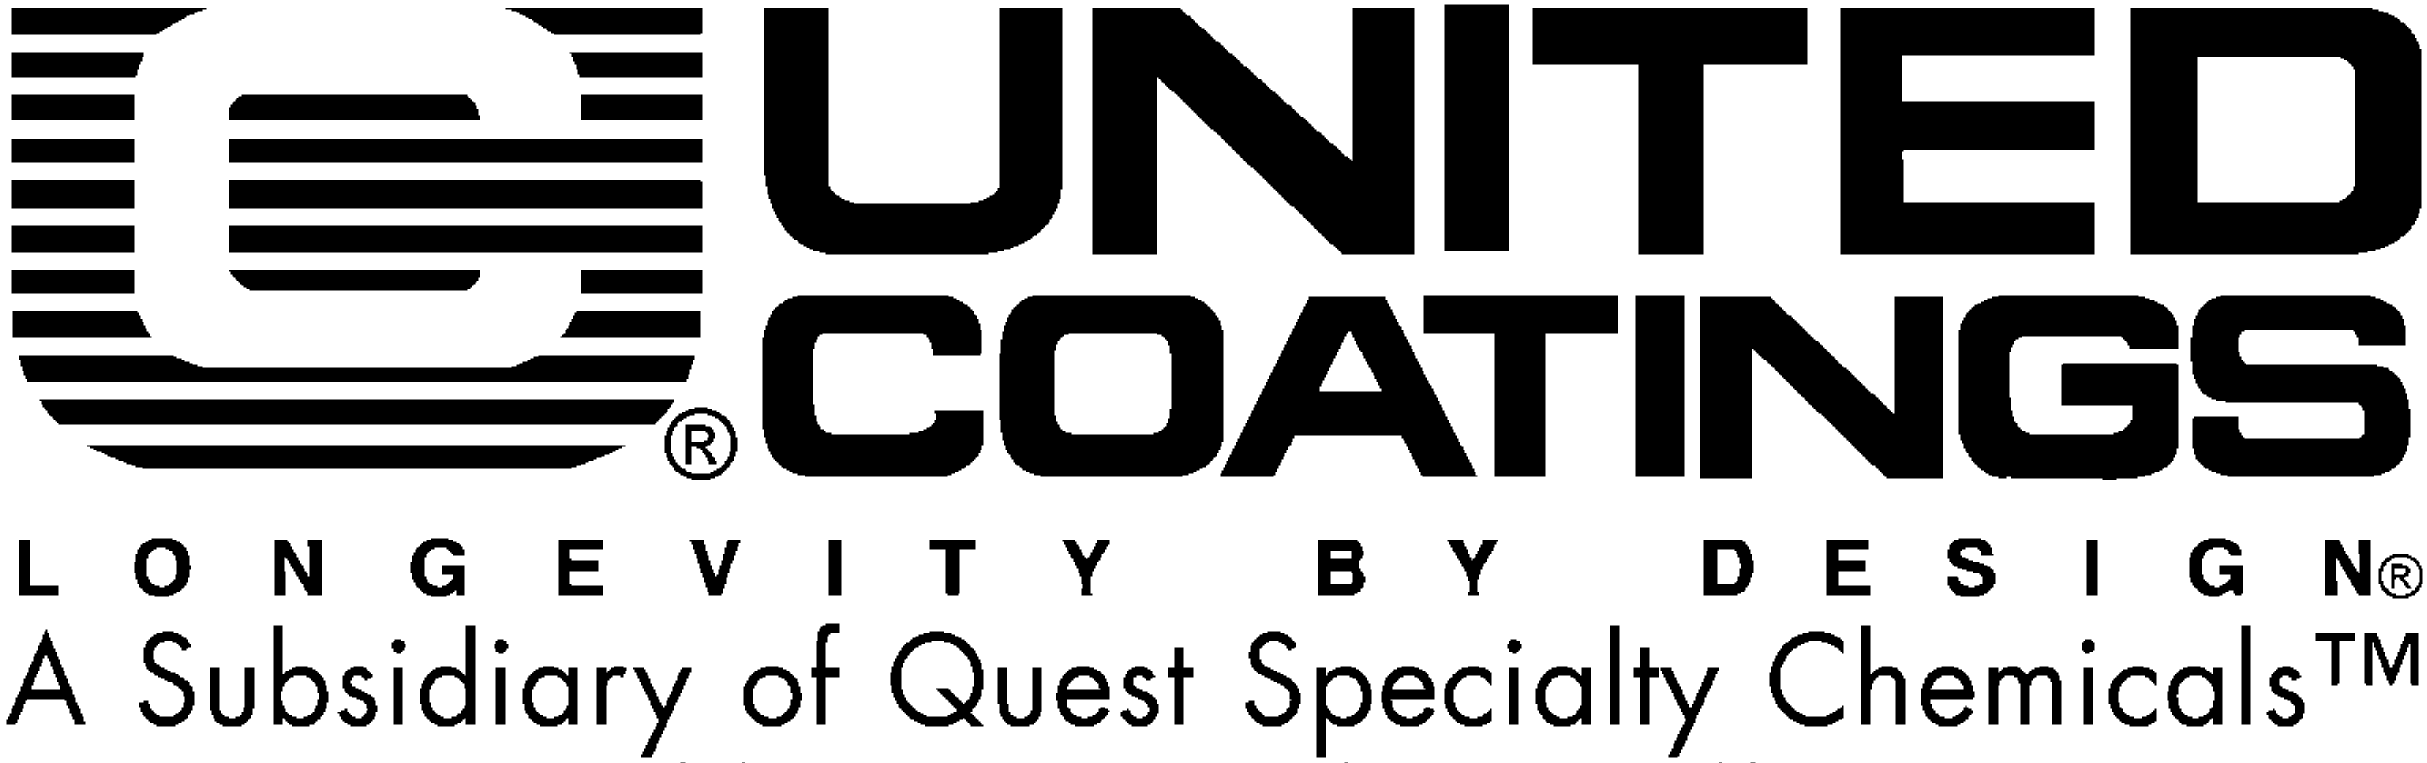 UNITED
COATINGS
®
LONGEVITY BY DESIGN®
A Subsidiary of Quest Specialty Chemicals™